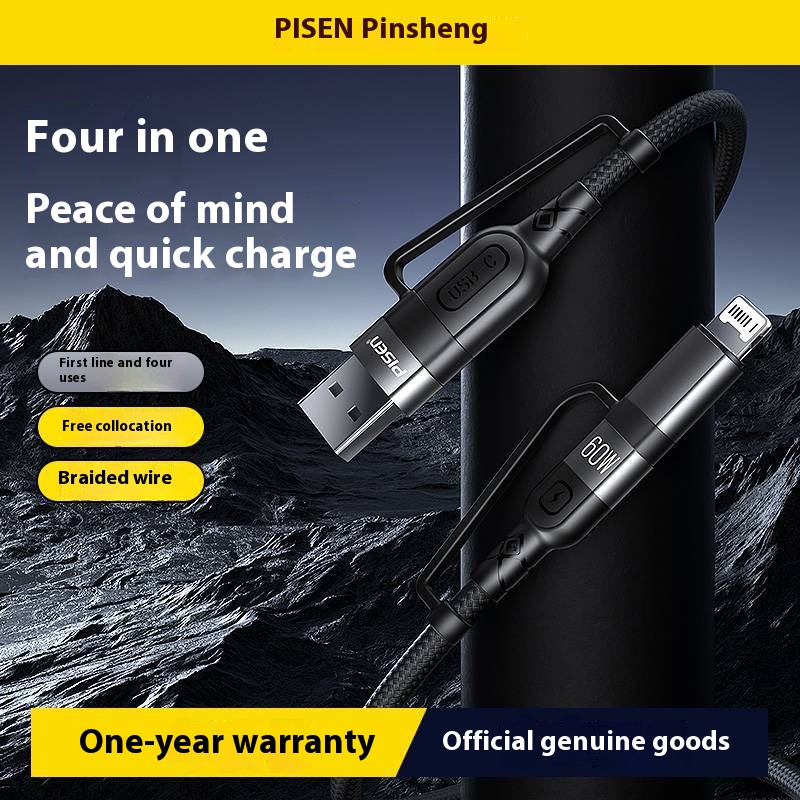 PISEN Pinsheng
Four in one
Peace of mind
and quick charge
USB-C
PISEN
First line and four
uses
Free collocation
Braided wire
60W
One-year warranty
Official genuine goods